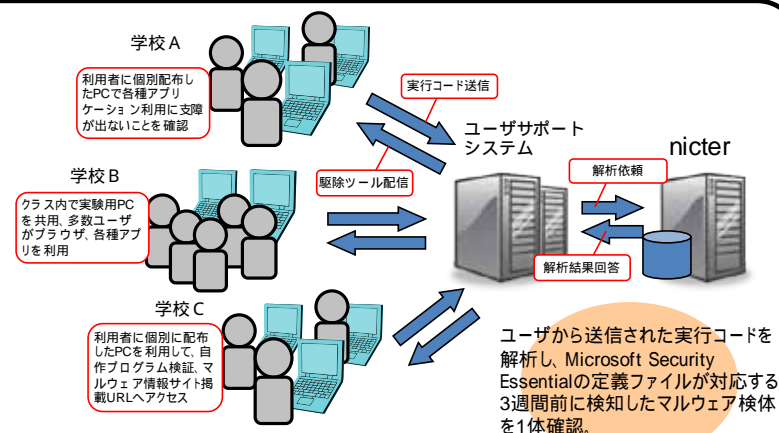 学校A
利用者に個別配布し
たPCで各種アプリ
ケーション利用に支障
が出ないことを確認
実行コード送信
ユーザサポート
システム
nicter
駆除ツール配信
解析依頼
解析結果回答
学校B
クラス内で実験用PC
を共用、多数ユーザ
がブラウザ、各種アプ
リを利用
学校C
利用者に個別に配布
したPCを利用して、自
作プログラム検証、マ
ルウェア情報サイト掲
載URLへアクセス
ユーザから送信された実行コードを
解析し、Microsoft Security
Essentialの定義ファイルが対応する
3週間前に検知したマルウェア検体
を1体確認。